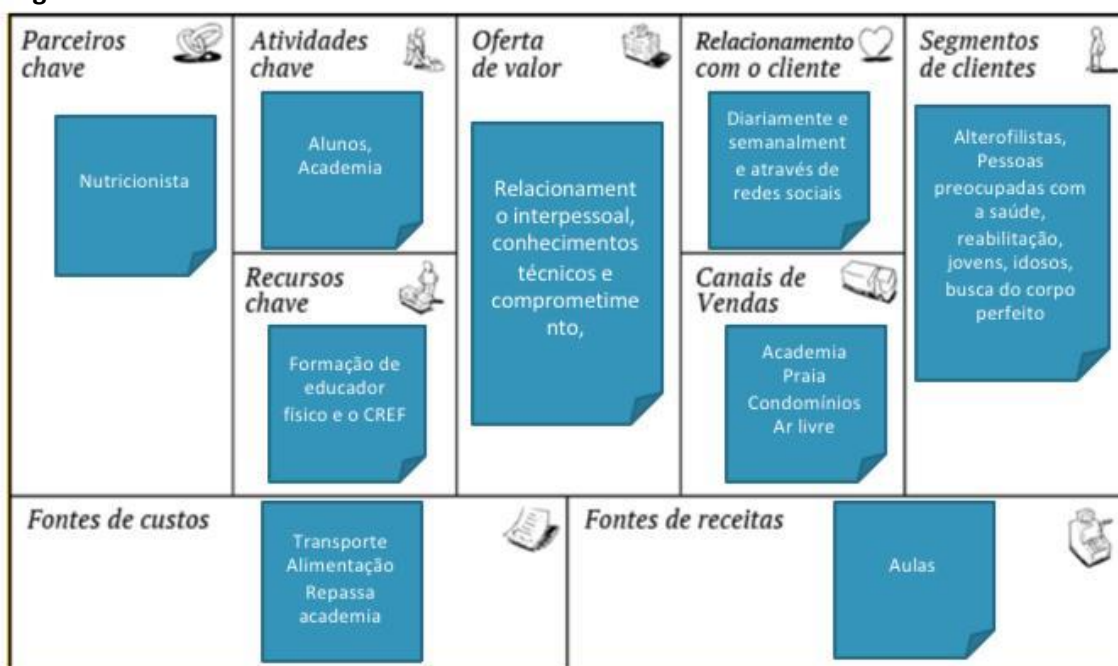 Parceiros
chave
Nutricionista
Atividades
chave
Alunos,
Academia
Recursos
chave
Formação de
educador
físico e o CREF
Oferta
de valor
Relacionament
o interpessoal,
conhecimentos
técnicos e
comprometime
nto,
Relacionamento
com o cliente
Diariamente e
semanalment
e através de
redes sociais
Canais de
Vendas
Academia
Praia
Condomínios
Ar livre
Segmentos
de clientes
Alterofilistas,
Pessoas
preocupadas com
a saúde,
reabilitação,
jovens, idosos,
busca do corpo
perfeito
Fontes de custos
Transporte
Alimentação
Repassa
academia
Fontes de receitas
Aulas